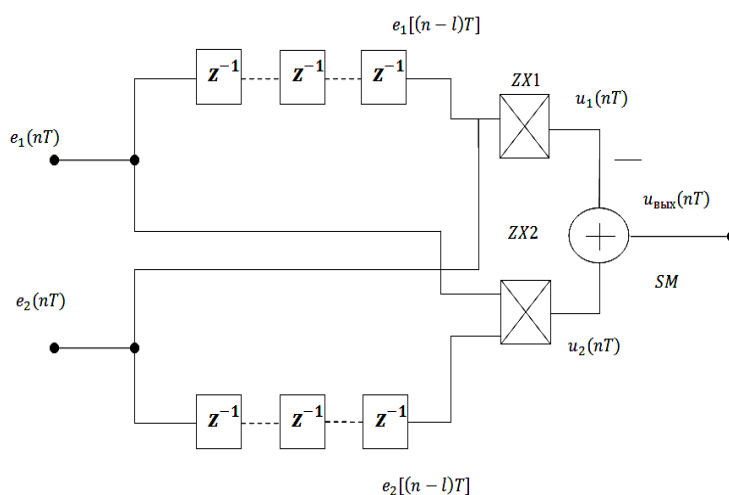 e₁[(n − l)T]
z⁻¹ z⁻¹ z⁻¹
ZX1
u₁(nT)
e₁(nT)
—
u_вых(nT)
ZX2
+
SM
e₂(nT)
u₂(nT)
z⁻¹ z⁻¹ z⁻¹
e₂[(n − l)T]